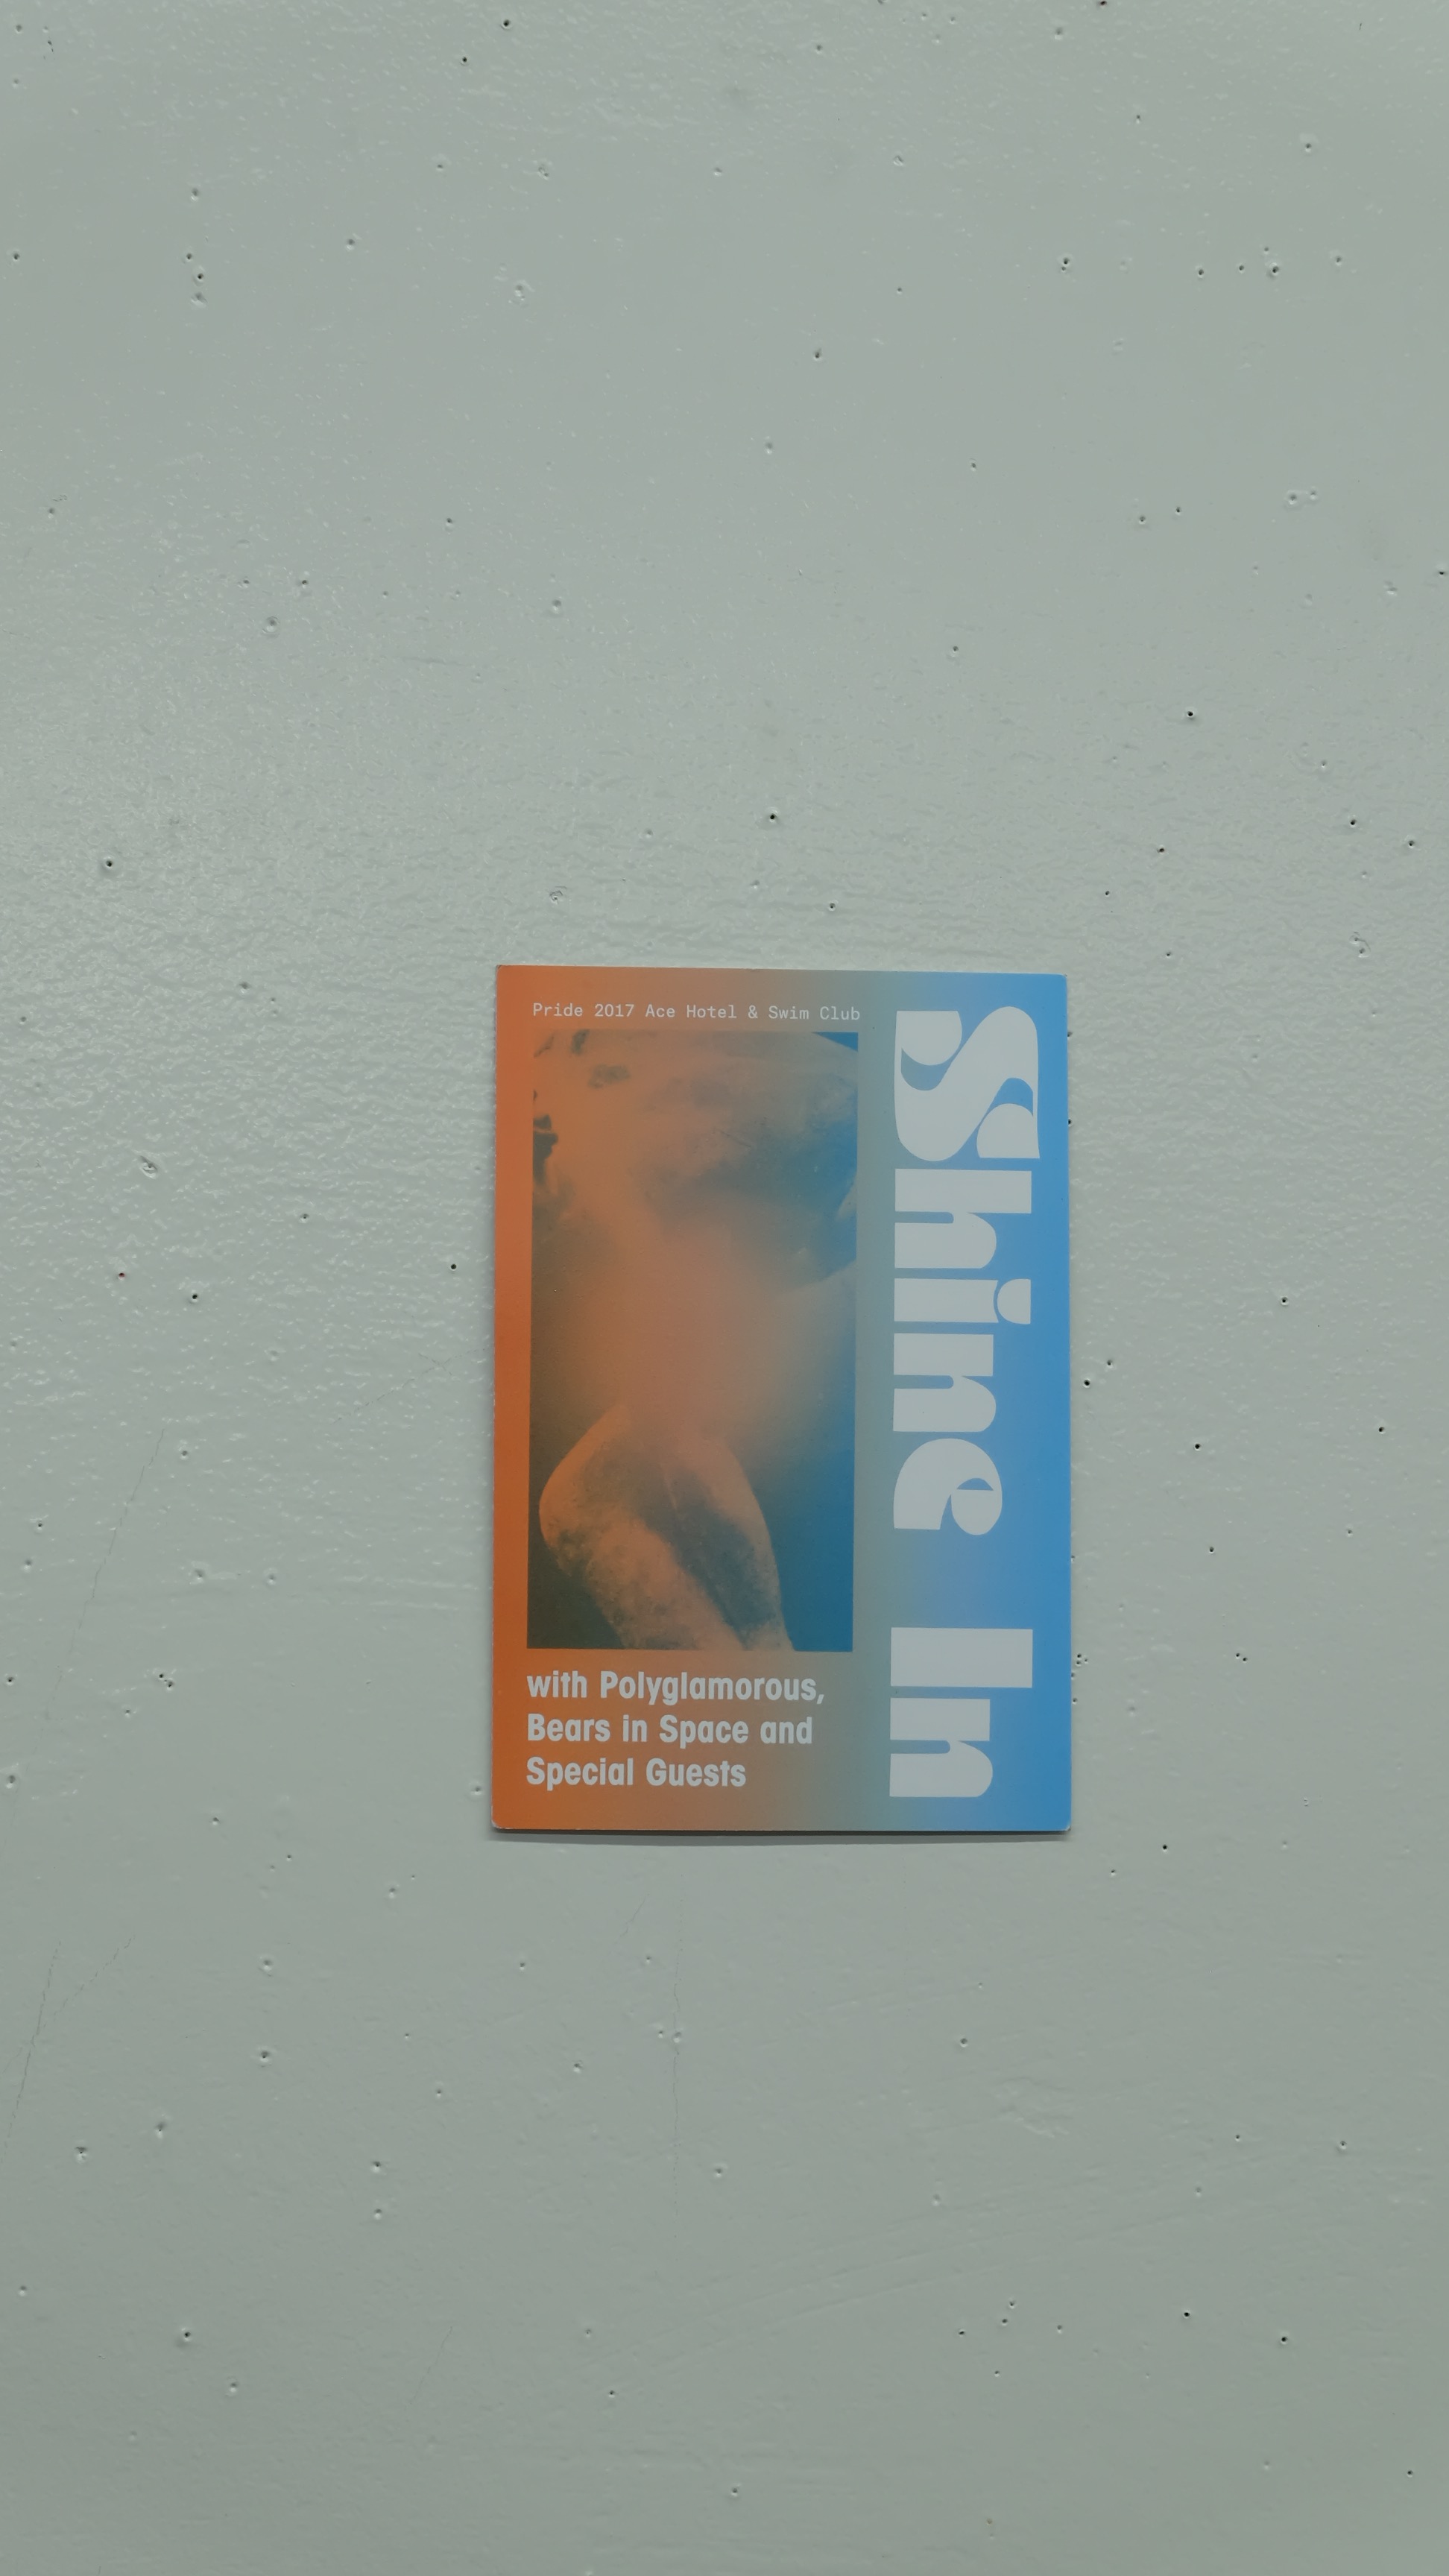 Pride 2017 Ace Hotel & Swim Club
Shine In
with Polyglamorous,
Bears in Space and
Special Guests